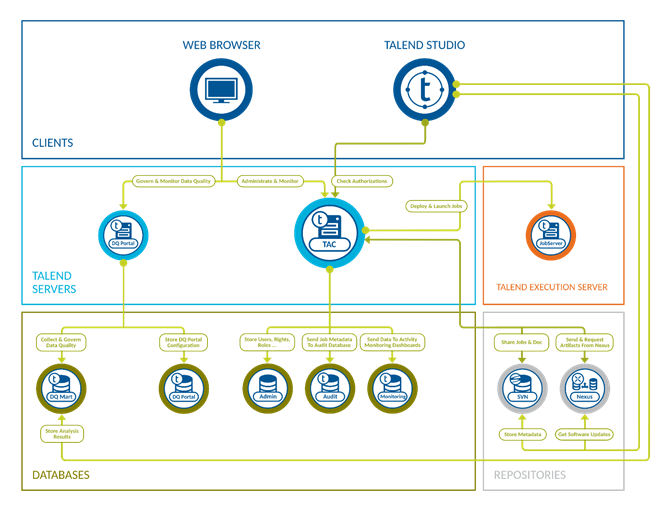 WEB BROWSER
TALEND STUDIO
t
CLIENTS
Govern & Monitor Data Quality
Administrate & Monitor
Check Authorizations
Deploy & Launch Jobs
t
DQ Portal
t
TAC
t
JobServer
TALEND
SERVERS
TALEND EXECUTION SERVER
Collect & Govern
Data Quality
Store DQ Portal
Configuration
Store Users, Rights,
Roles ...
Send Job Metadata
To Audit Database
Send Data To Activity
Monitoring Dashboards
Share Jobs & Doc
Send & Request
Artifacts From Nexus
t
DQ Mart
t
DQ Portal
Admin
t
Audit
t
Monitoring
SVN
Nexus
Store Analysis
Results
Store Metadata
Get Software Updates
DATABASES
REPOSITORIES